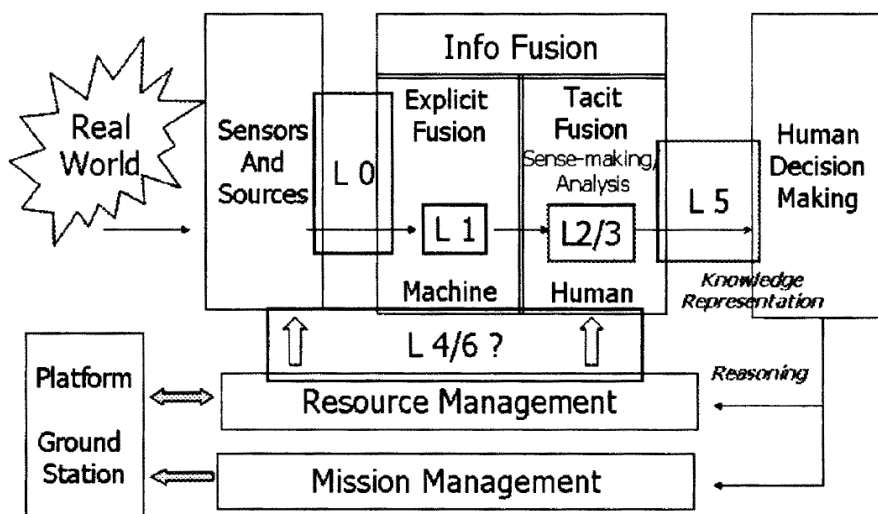 Info Fusion
Real
World
Sensors
And
Sources
L 0
Explicit
Fusion
L 1
Machine
Tacit
Fusion
Sense-making/
Analysis
L2/3
Human
L 5
Human
Decision
Making
Knowledge
Representation
L 4/6 ?
Reasoning
Platform
Ground
Station
Resource Management
Mission Management